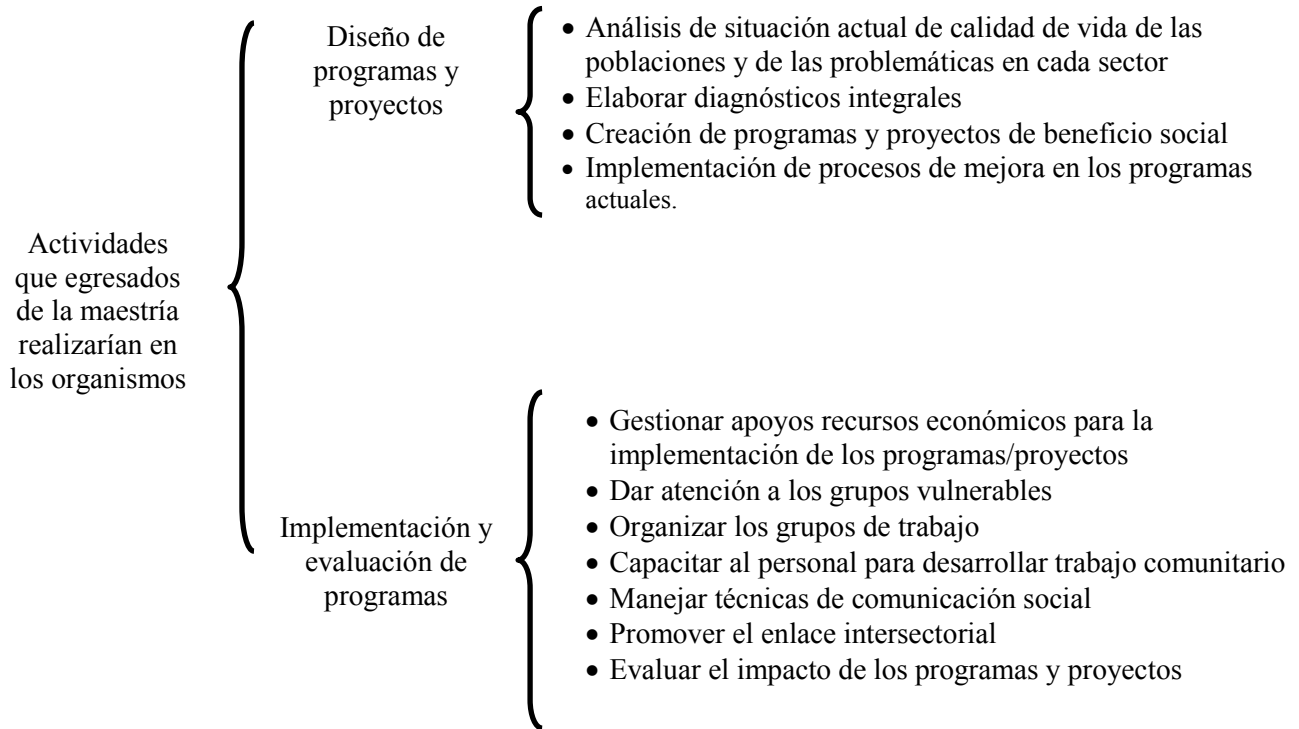 Actividades
que egresados
de la maestría
realizarían en
los organismos
Diseño de
programas y
proyectos
• Análisis de situación actual de calidad de vida de las
poblaciones y de las problemáticas en cada sector
• Elaborar diagnósticos integrales
• Creación de programas y proyectos de beneficio social
• Implementación de procesos de mejora en los programas
actuales.
Implementación y
evaluación de
programas
• Gestionar apoyos recursos económicos para la
implementación de los programas/proyectos
• Dar atención a los grupos vulnerables
• Organizar los grupos de trabajo
• Capacitar al personal para desarrollar trabajo comunitario
• Manejar técnicas de comunicación social
• Promover el enlace intersectorial
• Evaluar el impacto de los programas y proyectos